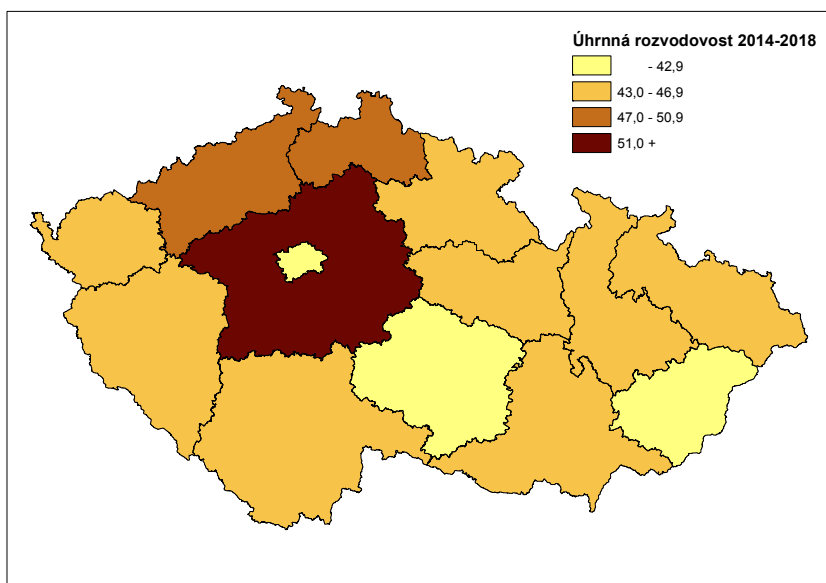 Úhrnná rozvodovost 2014-2018
- 42,9
43,0 - 46,9
47,0 - 50,9
51,0 +